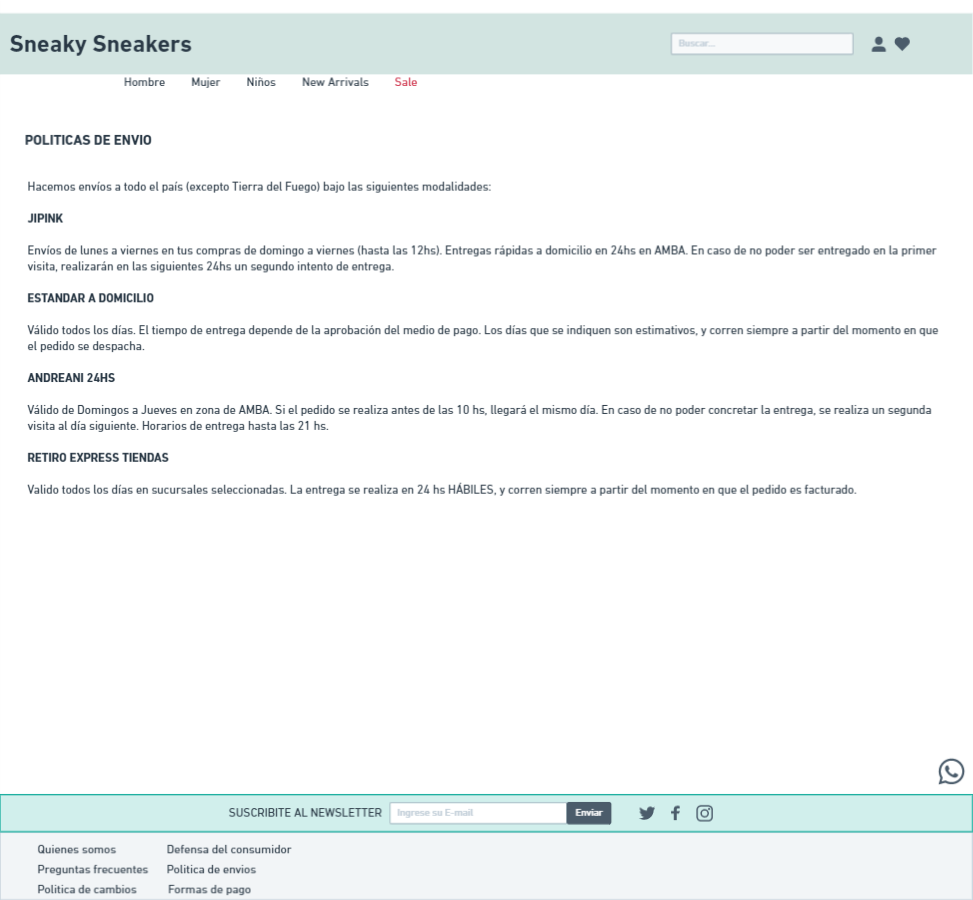 Sneaky Sneakers
Buscar...
Hombre Mujer Niños New Arrivals Sale
POLITICAS DE ENVIO
Hacemos envíos a todo el país (excepto Tierra del Fuego) bajo las siguientes modalidades:
JIPINK
Envíos de lunes a viernes en tus compras de domingo a viernes (hasta las 12hs). Entregas rápidas a domicilio en 24hs en AMBA. En caso de no poder ser entregado en la primer
visita, realizarán en las siguientes 24hs un segundo intento de entrega.
ESTANDAR A DOMICILIO
Válido todos los días. El tiempo de entrega depende de la aprobación del medio de pago. Los días que se indiquen son estimativos, y corren siempre a partir del momento en que
el pedido se despacha.
ANDREANI 24HS
Válido de Domingos a Jueves en zona de AMBA. Si el pedido se realiza antes de las 10 hs, llegará el mismo día. En caso de no poder concretar la entrega, se realiza un segunda
visita al día siguiente. Horarios de entrega hasta las 21 hs.
RETIRO EXPRESS TIENDAS
Valido todos los días en sucursales seleccionadas. La entrega se realiza en 24 hs HÁBILES, y corren siempre a partir del momento en que el pedido es facturado.
SUSCRIBITE AL NEWSLETTER Ingrese su E-mail Enviar
Quienes somos Defensa del consumidor
Preguntas frecuentes Politica de envios
Politica de cambios Formas de pago